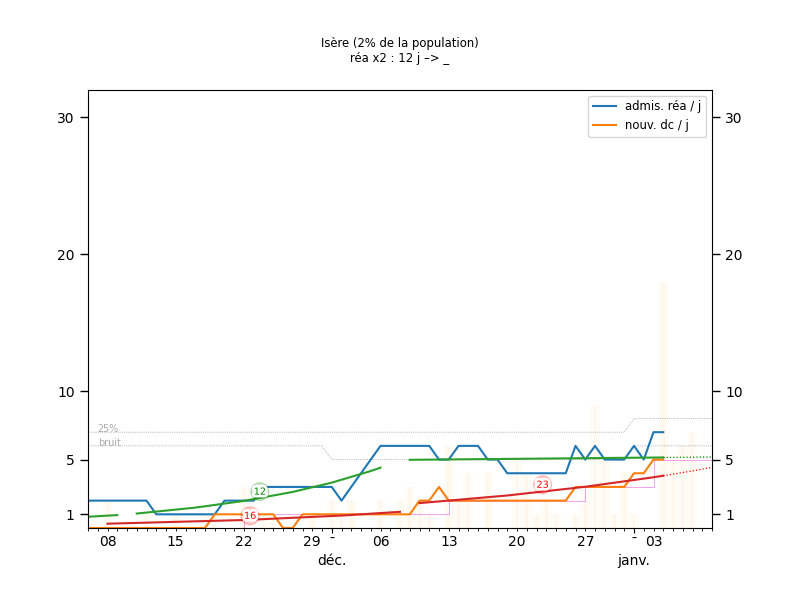 Isère (2% de la population)
réa x2 : 12 j –> _
admis. réa / j
nouv. dc / j
30 30
20 20
10 10
25%
bruit
5 5
12
23
16
1 1
08 15 22 29 - 06 13 20 27 - 03
déc. janv.